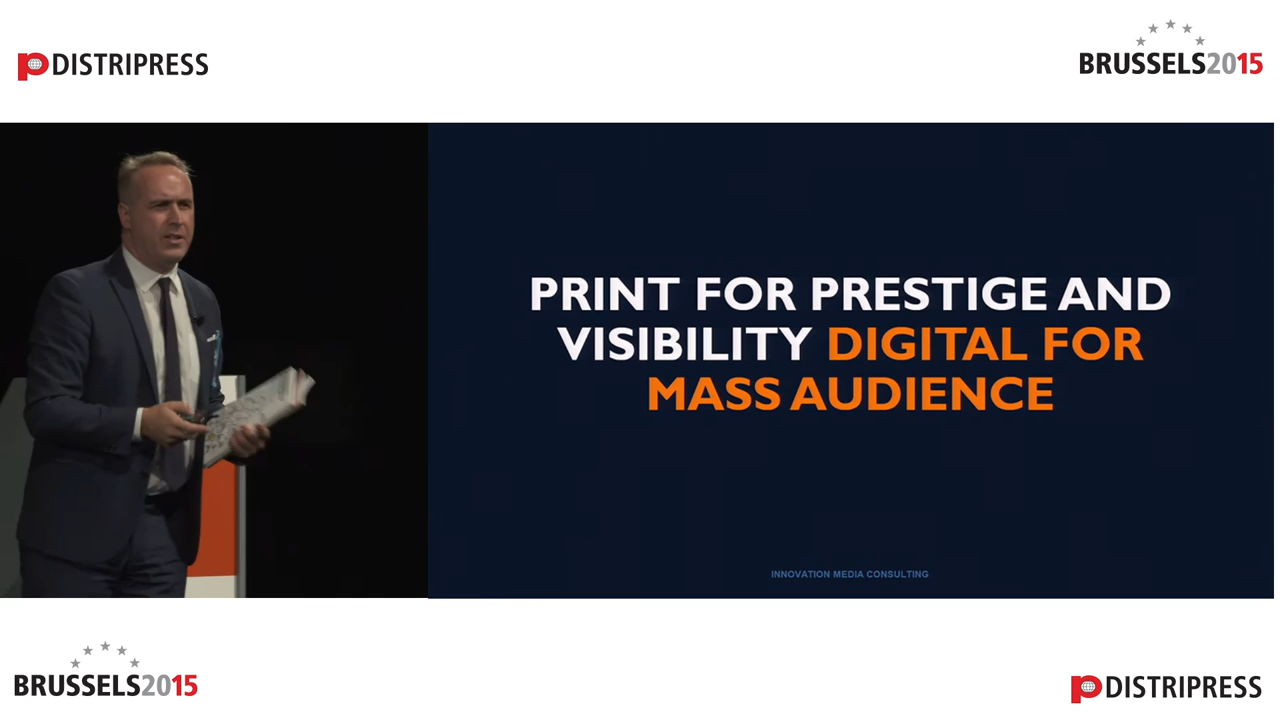 DISTRIPRESS
BRUSSELS2015
PRINT FOR PRESTIGE AND
VISIBILITY DIGITAL FOR
MASS AUDIENCE
INNOVATION MEDIA CONSULTING
BRUSSELS2015
DISTRIPRESS